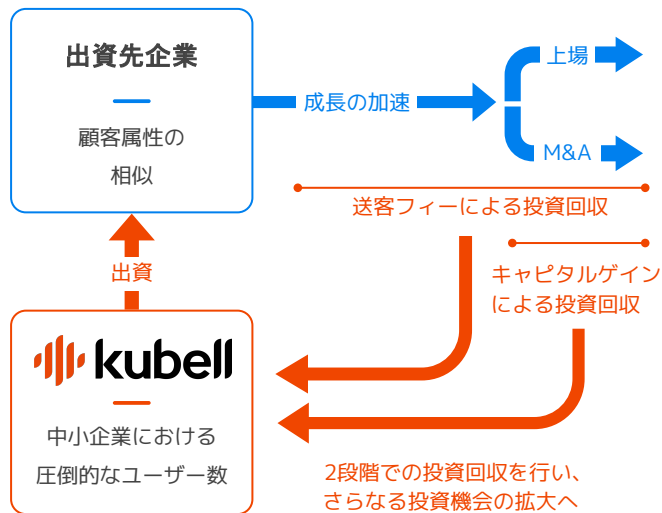 出資先企業
顧客属性の
相似
成長の加速
上場
M&A
送客フィーによる投資回収
キャピタルゲイン
による投資回収
出資
kubell
中小企業における
圧倒的なユーザー数
2段階での投資回収を行い、
さらなる投資機会の拡大へ